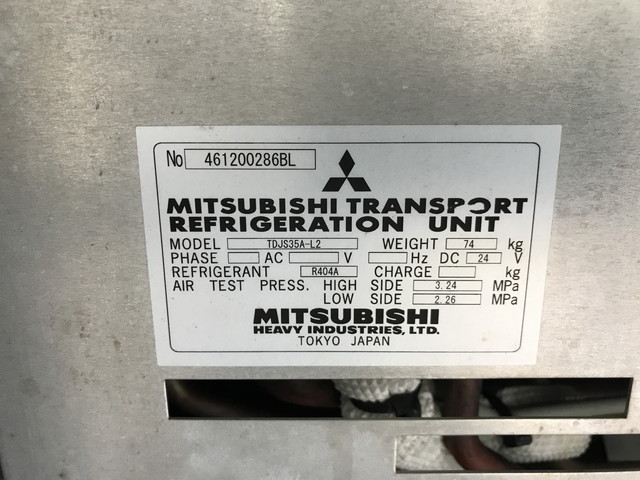 No 461200286BL
MITSUBISHI TRANSPORT
REFRIGERATION UNIT
MODEL TDJS35A-L2 WEIGHT 74 kg
PHASE AC V Hz DC 24 V
REFRIGERANT R404A CHARGE kg
AIR TEST PRESS. HIGH SIDE 3.24 MPa
LOW SIDE 2.26 MPa
MITSUBISHI
HEAVY INDUSTRIES, LTD.
TOKYO JAPAN